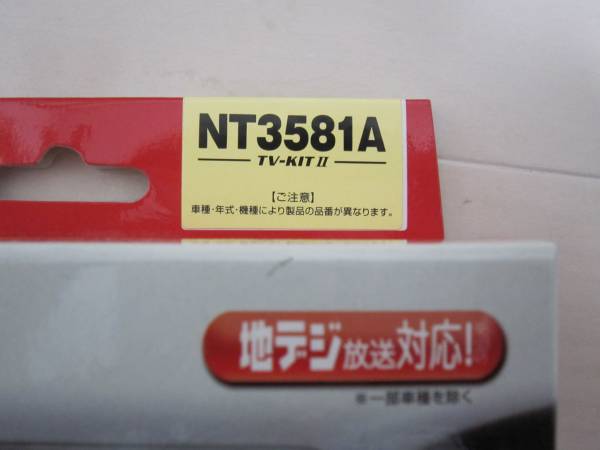 NT3581A
TV-KIT II
【ご注意】
車種・年式・機種により製品の品番が異なります。
地デジ放送対応!
※一部車種を除く